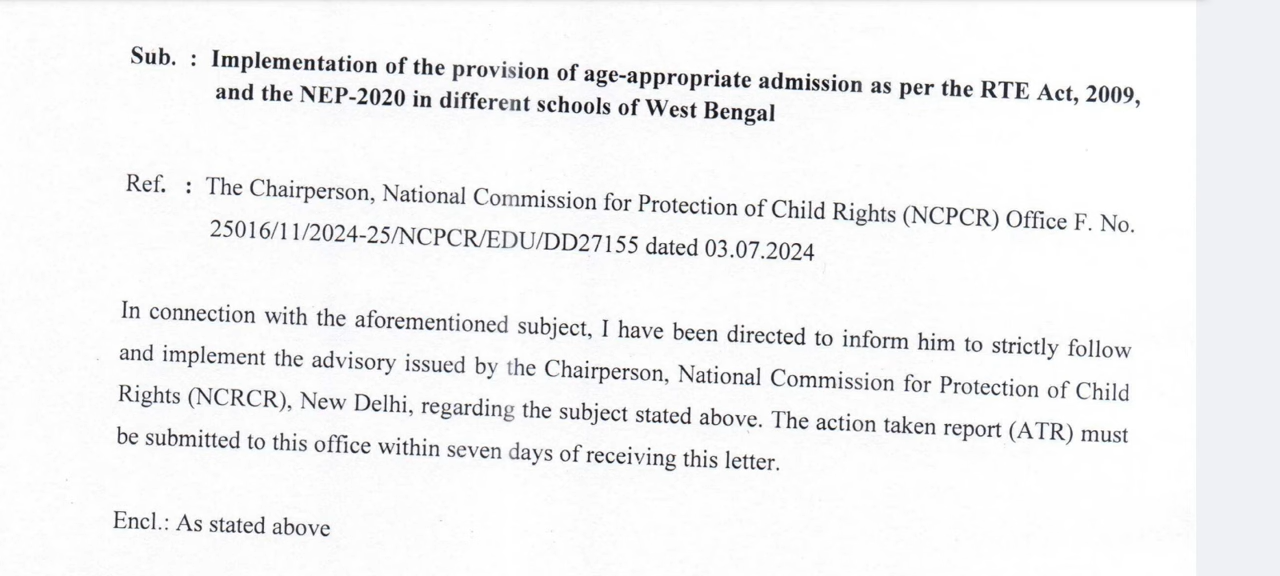 Sub. : Implementation of the provision of age-appropriate admission as per the RTE Act, 2009,
and the NEP-2020 in different schools of West Bengal
Ref. : The Chairperson, National Commission for Protection of Child Rights (NCPCR) Office F. No.
25016/11/2024-25/NCPCR/EDU/DD27155 dated 03.07.2024
In connection with the aforementioned subject, I have been directed to inform him to strictly follow
and implement the advisory issued by the Chairperson, National Commission for Protection of Child
Rights (NCRCR), New Delhi, regarding the subject stated above. The action taken report (ATR) must
be submitted to this office within seven days of receiving this letter.
Encl.: As stated above